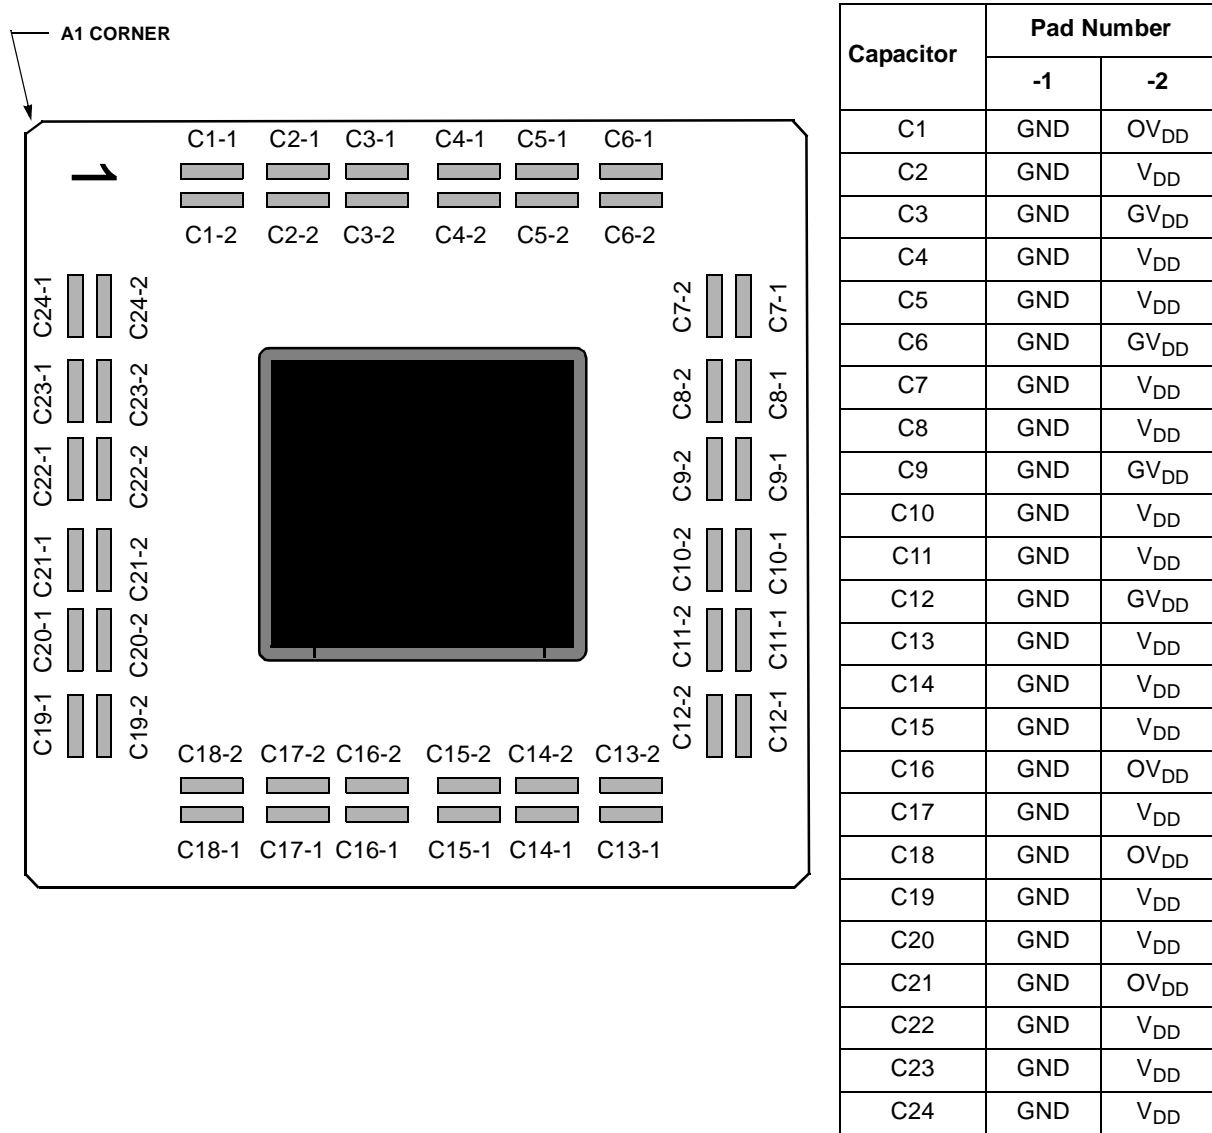 A1 CORNER
1
C1-1 C2-1 C3-1 C4-1 C5-1 C6-1
C1-2 C2-2 C3-2 C4-2 C5-2 C6-2
C24-1 C24-2 C7-2 C7-1
C23-1 C23-2 C8-2 C8-1
C22-1 C22-2 C9-2 C9-1
C21-1 C21-2 C10-2 C10-1
C20-1 C20-2 C11-2 C11-1
C19-1 C19-2 C12-2 C12-1
C18-2 C17-2 C16-2 C15-2 C14-2 C13-2
C18-1 C17-1 C16-1 C15-1 C14-1 C13-1
Capacitor Pad Number
-1 -2
C1 GND OVDD
C2 GND VDD
C3 GND GVDD
C4 GND VDD
C5 GND VDD
C6 GND GVDD
C7 GND VDD
C8 GND VDD
C9 GND GVDD
C10 GND VDD
C11 GND VDD
C12 GND GVDD
C13 GND VDD
C14 GND VDD
C15 GND VDD
C16 GND OVDD
C17 GND VDD
C18 GND OVDD
C19 GND VDD
C20 GND VDD
C21 GND OVDD
C22 GND VDD
C23 GND VDD
C24 GND VDD